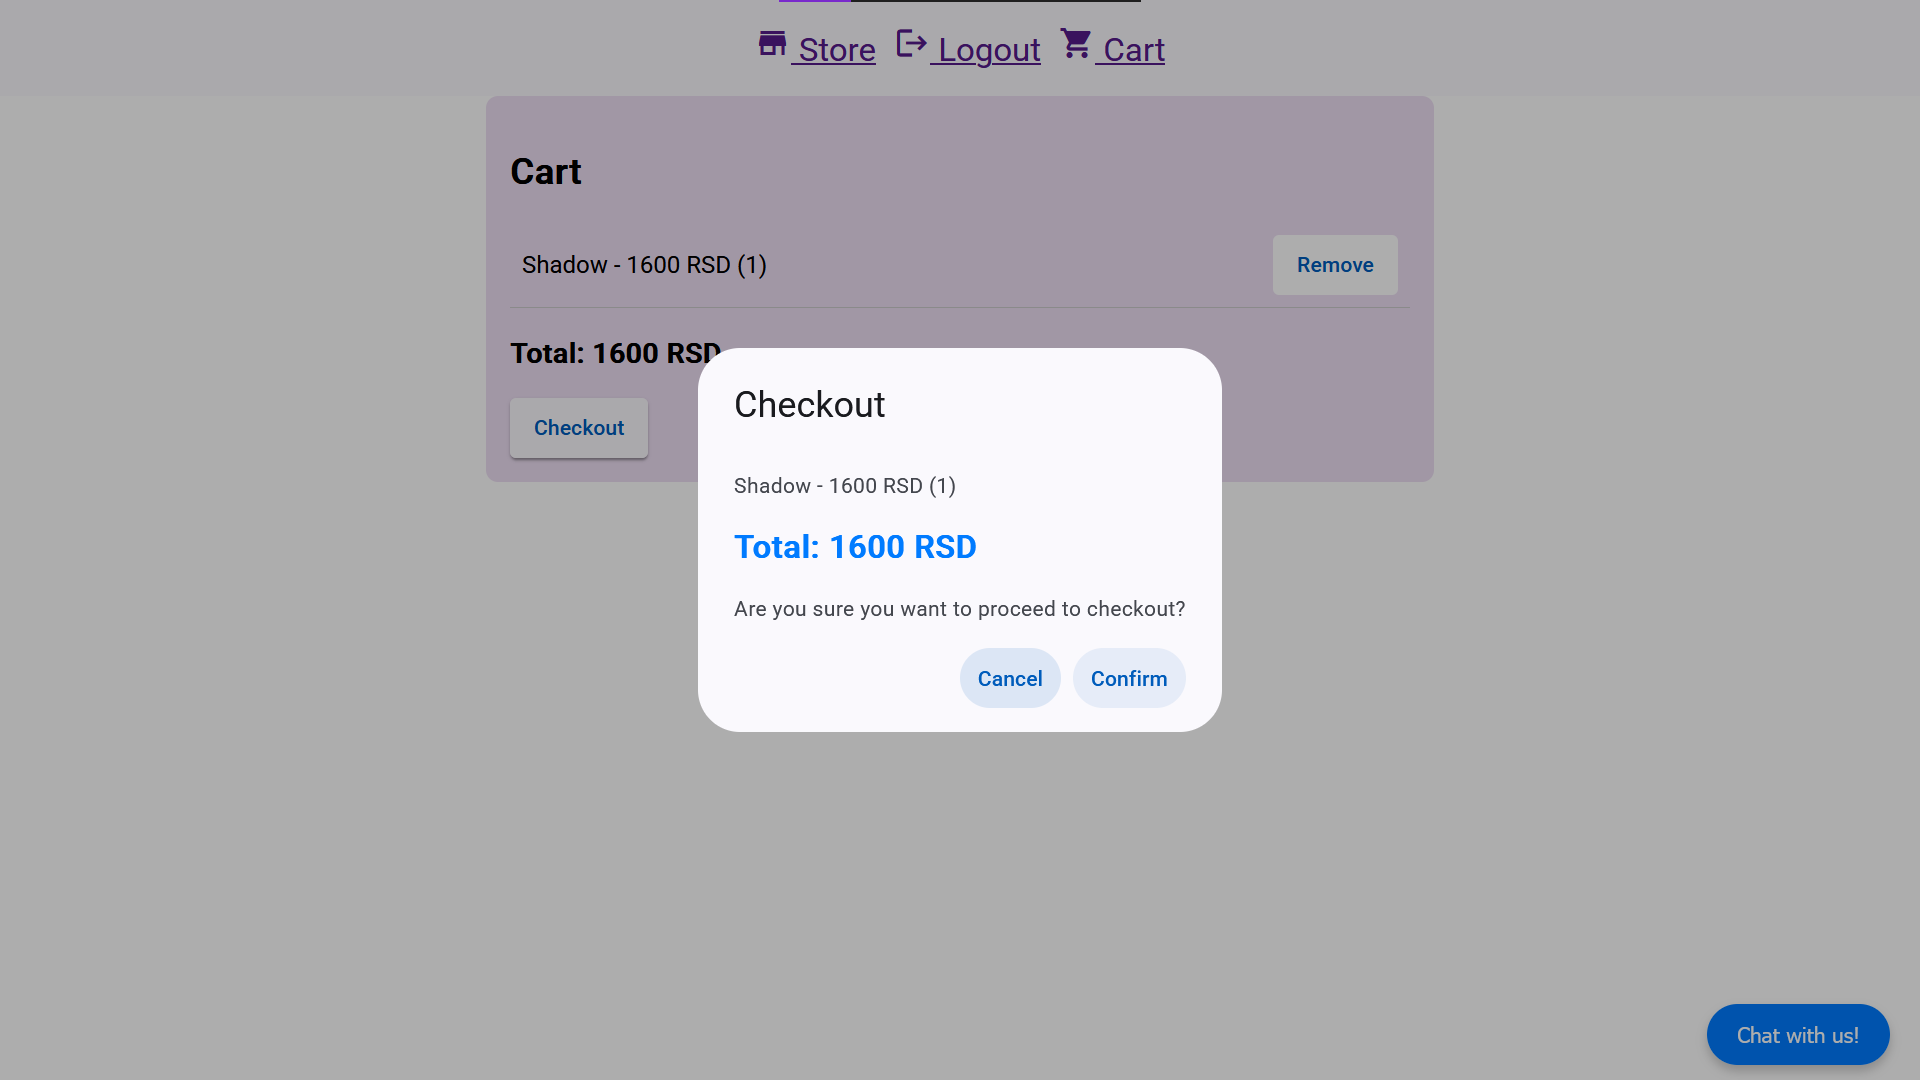 Store Logout Cart
Cart
Shadow - 1600 RSD (1)
Remove
Total: 1600 RSD
Checkout
Checkout
Shadow - 1600 RSD (1)
Total: 1600 RSD
Are you sure you want to proceed to checkout?
Cancel Confirm
Chat with us!